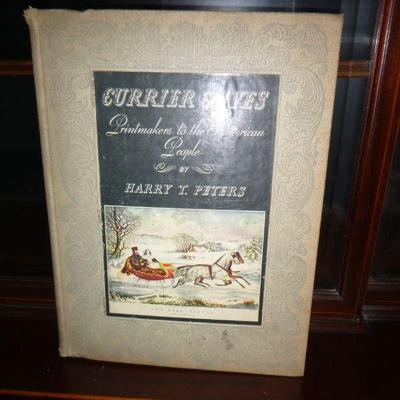 CURRIER & IVES
Printmakers to the American
People
BY
HARRY T. PETERS